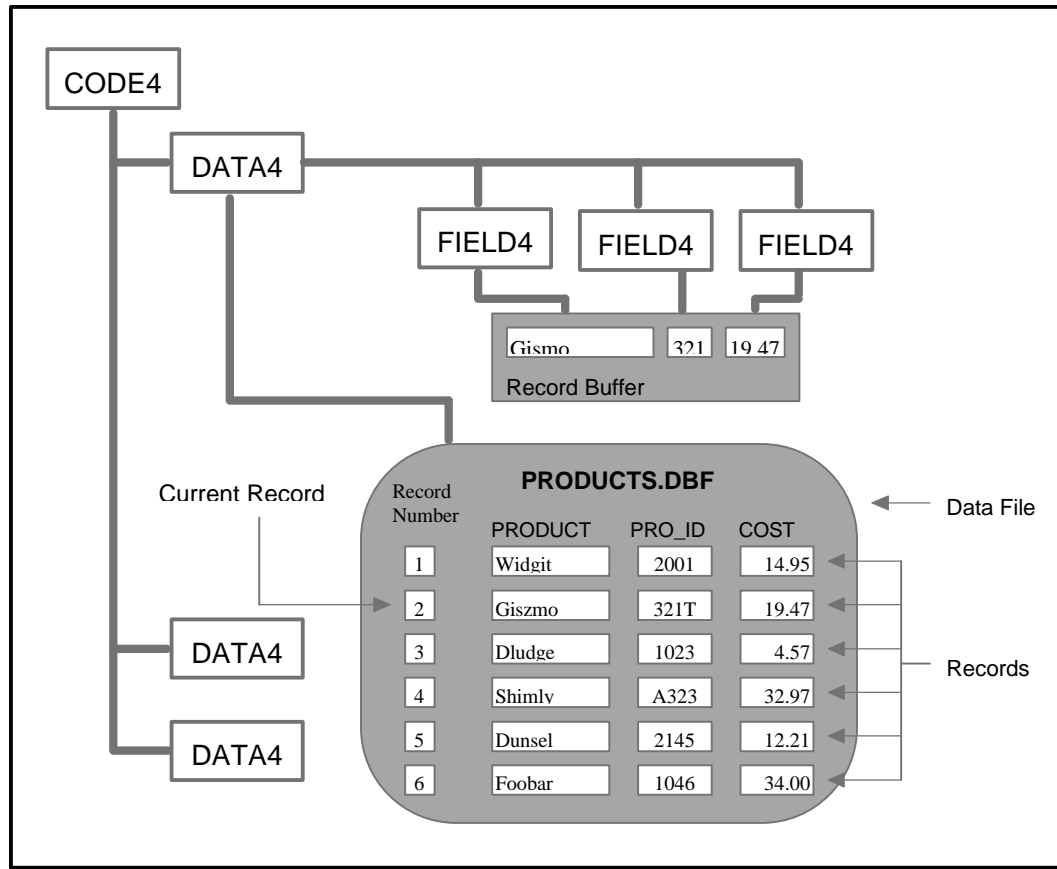 CODE4
DATA4
FIELD4 FIELD4 FIELD4
Gismo 321 19.47
Record Buffer
PRODUCTS.DBF
Current Record
Record
Number
Data File
PRODUCT PRO_ID COST
1 Widgit 2001 14.95
2 Giszmo 321T 19.47
3 Dludge 1023 4.57
DATA4
Records
4 Shimly A323 32.97
5 Dunsel 2145 12.21
DATA4
6 Foobar 1046 34.00